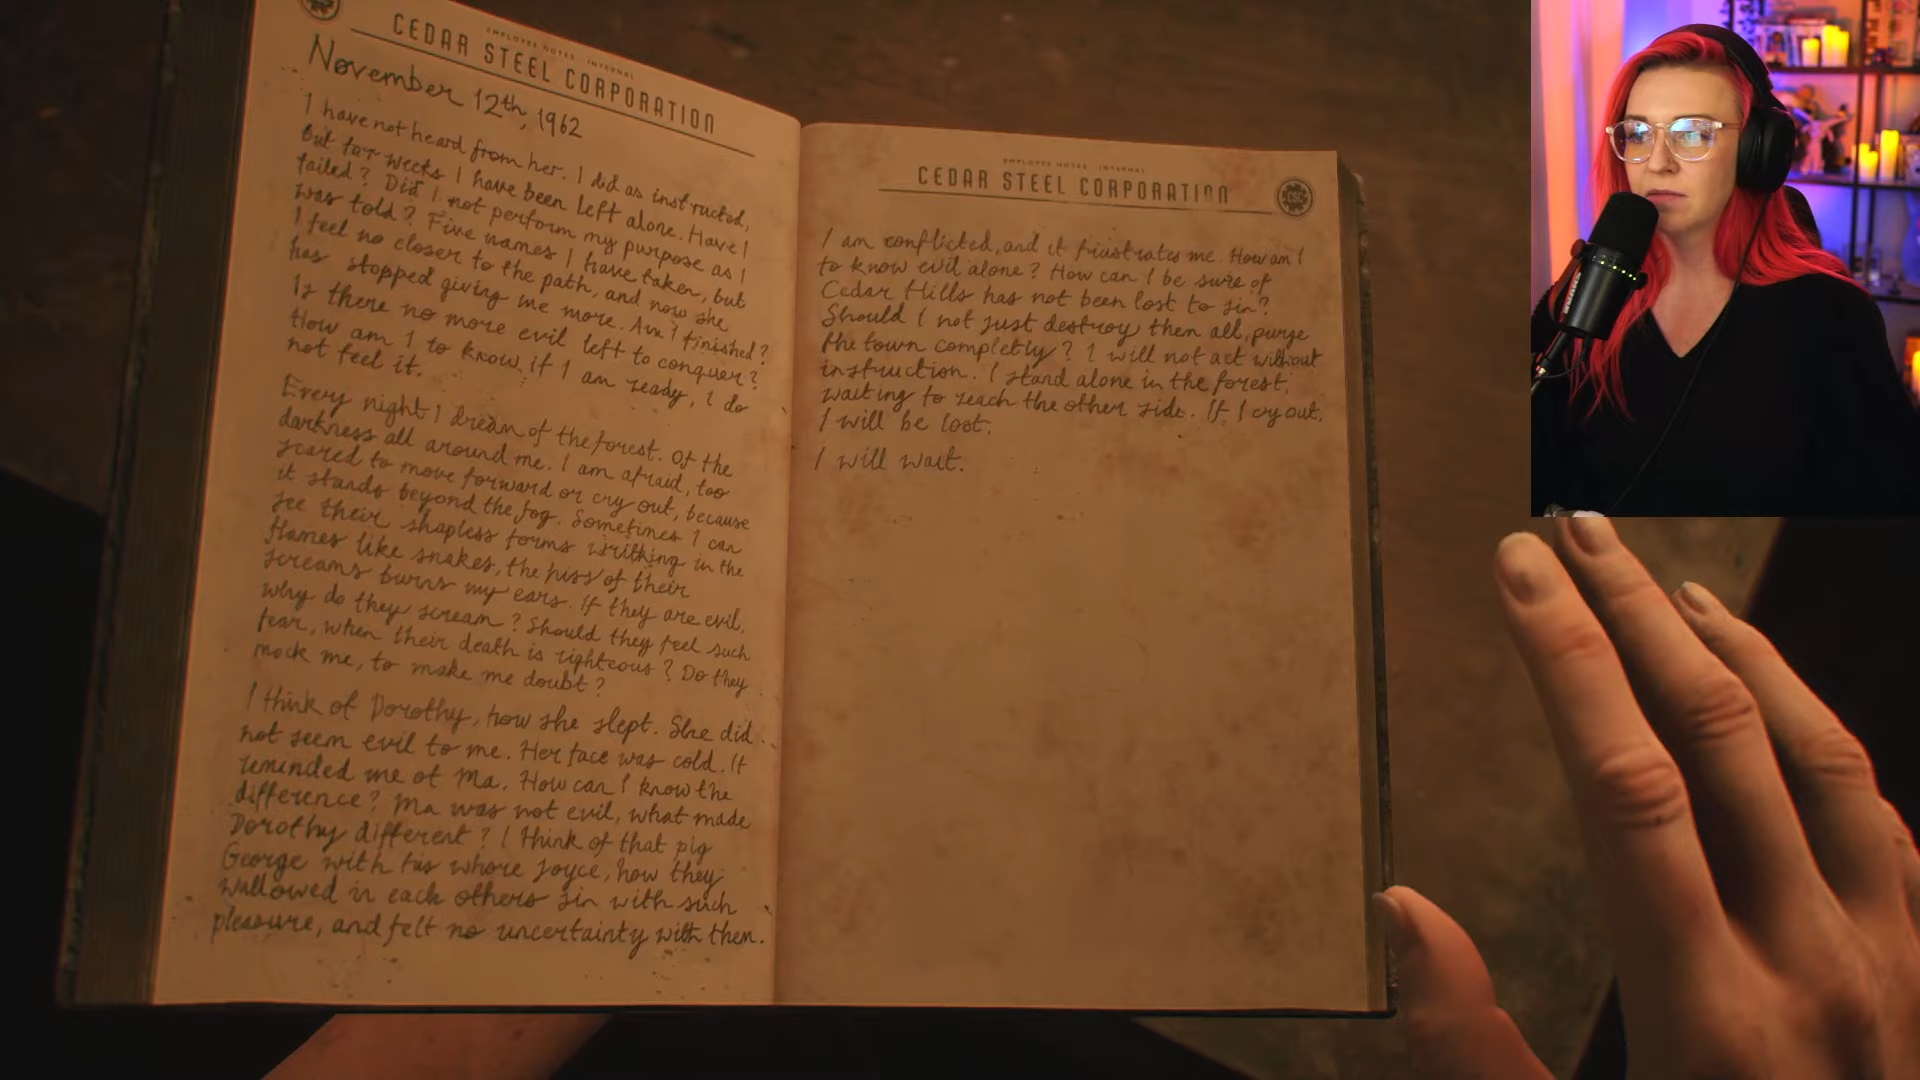 EMPLOYEE NOTES INTERNAL
CEDAR STEEL CORPORATION
November 12th, 1962
I have not heard from her. I did as instructed,
But for weeks I have been left alone. Have I
failed? Did I not perform my purpose as I
was told? Five names I have taken, but
I feel no closer to the path, and now she
has stopped giving me more. Am I finished?
Is there no more evil left to conquer?
How am I to know if I am ready, I do
not feel it.
Every night I dream of the forest. Of the
darkness all around me. I am afraid, too
scared to move forward or cry out, because
it stands beyond the fog. Sometimes I can
see their shapless forms writhing in the
flames like snakes, the hiss of their
screams burns my ears. If they are evil,
why do they scream? Should they feel such
fear, when their death is righteous? Do they
mock me, to make me doubt?
I think of Dorothy, how she slept. She did
not seem evil to me. Her face was cold. It
reminded me of Ma. How can I know the
difference? Ma was not evil, what made
Dorothy different? I think of that pig
George with his whore Joyce, how they
wallowed in each others sin with such
pleasure, and felt no uncertainty with them.
EMPLOYEE NOTES INTERNAL
CEDAR STEEL CORPORATION
CSC
I am conflicted, and it frustrates me. How am I
to know evil alone? How can I be sure of
Cedar Hills has not been lost to sin?
Should I not just destroy them all, purge
the town completly? I will not act without
instruction. I stand alone in the forest,
waiting to reach the other side. If I cry out,
I will be lost.
I will wait.